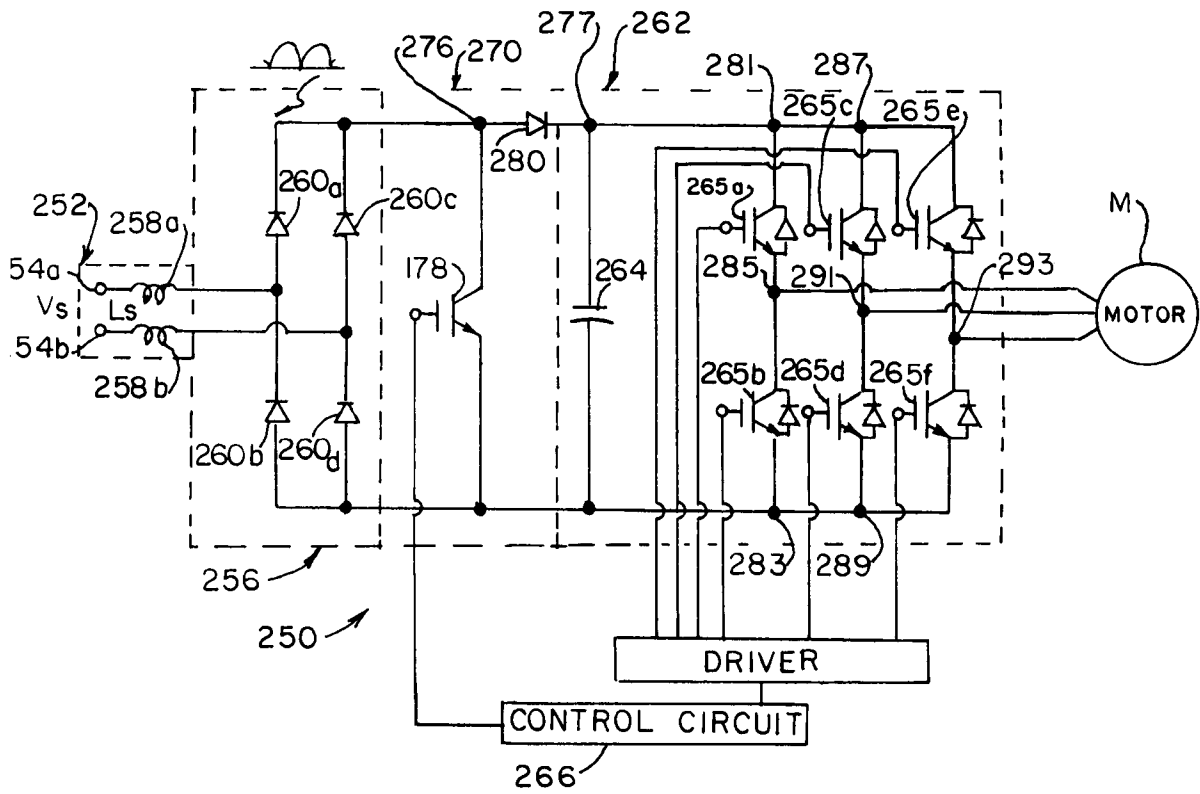 277 262
276 270 281 287
265c 265e
280
260a
260c 265a M
252 258a
178
54a 264 285 291 293
Vs Ls MOTOR
54b
258b 265b 265d 265f
260b 260d
256 283 289
250
DRIVER
CONTROL CIRCUIT
266